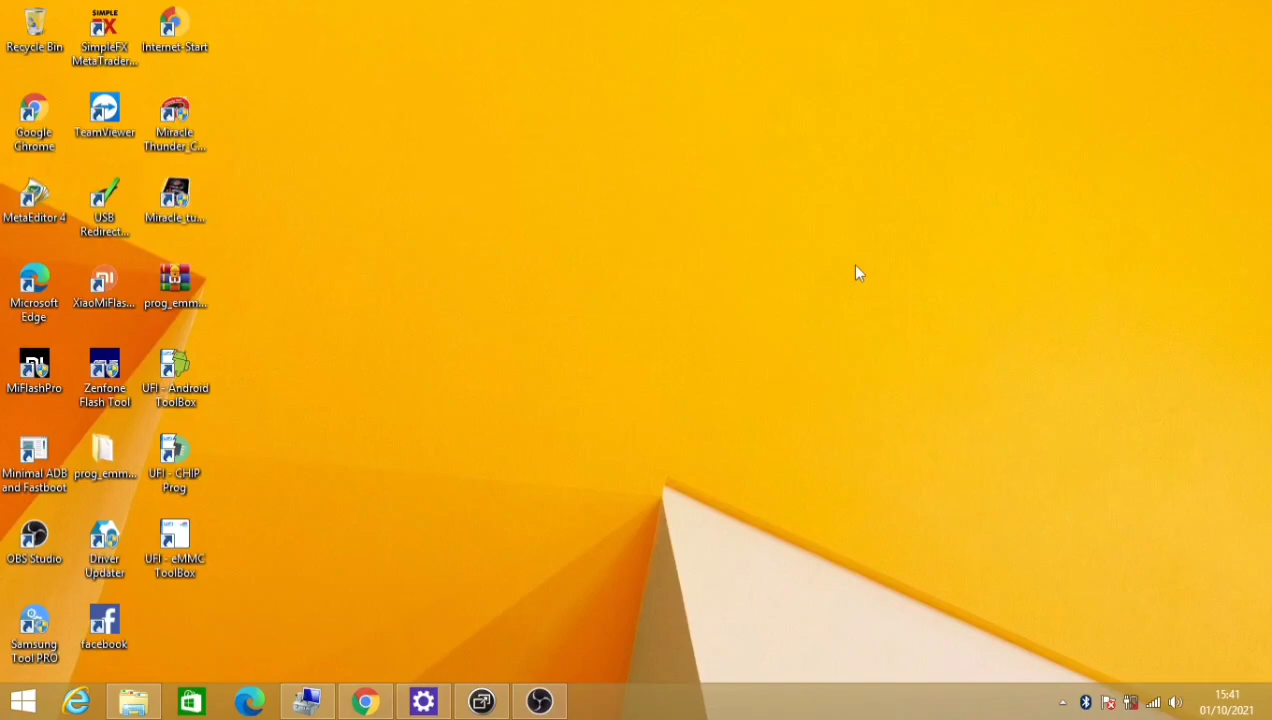 Recycle Bin
SIMPLE
FX
SimpleFX
MetaTrader...
Internet-Start
Google
Chrome
TeamViewer
Miracle
Thunder_C...
MetaEditor 4
USB
Redirect...
Miracle_tu...
Microsoft
Edge
XiaoMiFlas...
prog_emm...
MiFlashPro
Zenfone
Flash Tool
UFI - Android
ToolBox
Minimal ADB
and Fastboot
prog_emm...
UFI - CHIP
Prog
OBS Studio
Driver
Updater
UFI - eMMC
ToolBox
Samsung
Tool PRO
facebook
15:41
01/10/2021